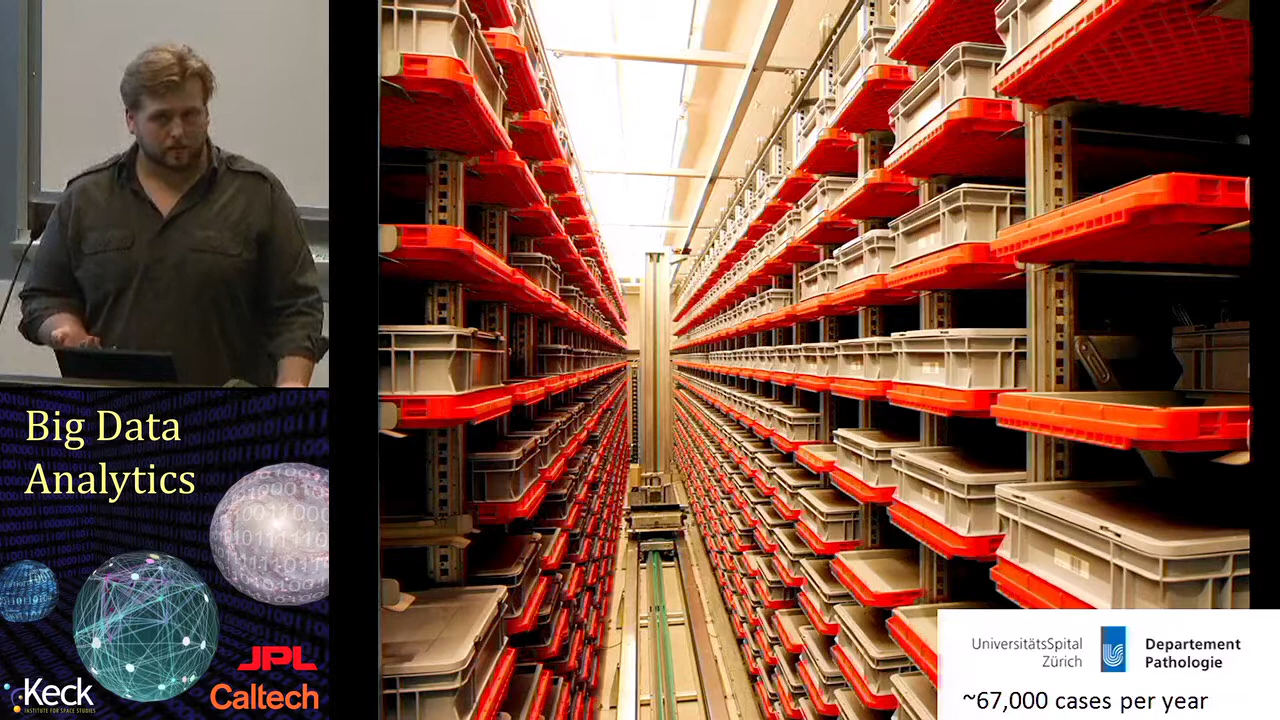 Big Data
Analytics
JPL
Keck
INSTITUTE FOR SPACE STUDIES
Caltech
UniversitätsSpital
Zürich
Departement
Pathologie
~67,000 cases per year